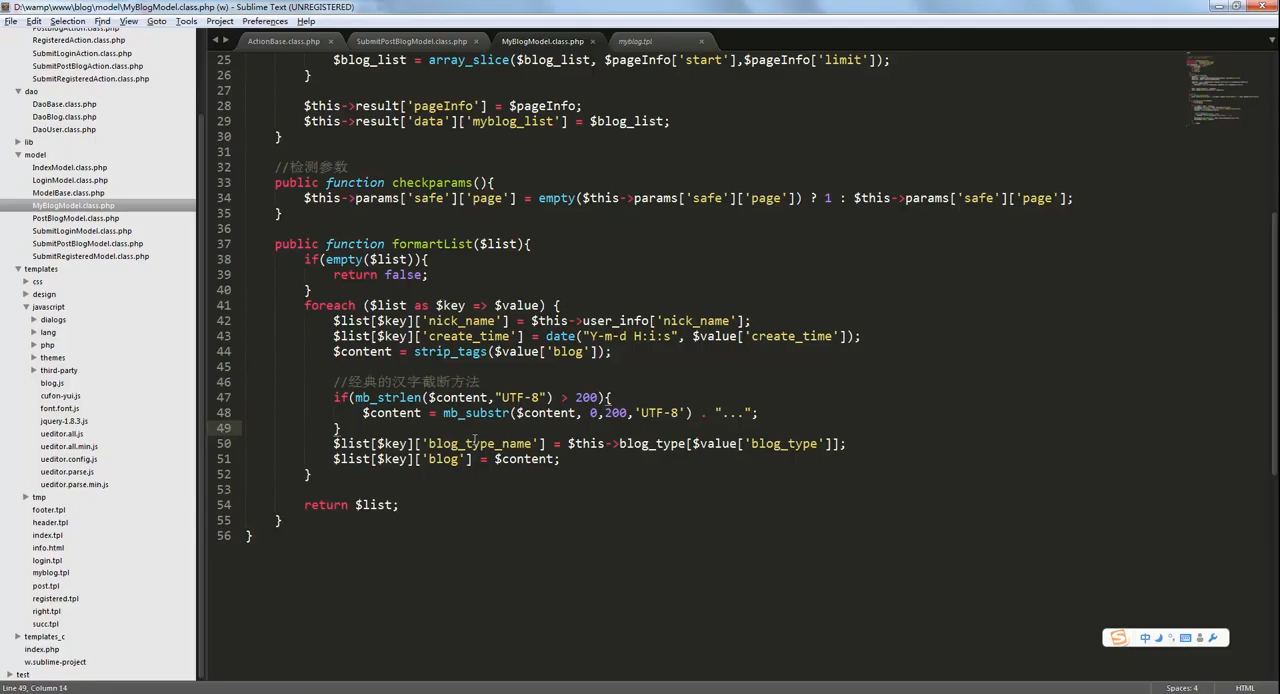 D:\wamp\www\blog\model\MyBlogModel.class.php (w) - Sublime Text (UNREGISTERED)
File Edit Selection Find View Goto Tools Project Preferences Help
ActionBase.class.php × SubmitPostBlogModel.class.php × MyBlogModel.class.php × myblog.tpl ×
PostBlogAction.class.php
RegisteredAction.class.php
SubmitLoginAction.class.php
SubmitPostBlogAction.class.php
SubmitRegisteredAction.class.php
dao
DaoBase.class.php
DaoBlog.class.php
DaoUser.class.php
lib
model
IndexModel.class.php
LoginModel.class.php
ModelBase.class.php
MyBlogModel.class.php
PostBlogModel.class.php
SubmitLoginModel.class.php
SubmitPostBlogModel.class.php
SubmitRegisteredModel.class.php
templates
css
design
javascript
dialogs
lang
php
themes
third-party
blog.js
cufon-yui.js
font.font.js
jquery-1.8.3.js
ueditor.all.js
ueditor.all.min.js
ueditor.config.js
ueditor.parse.js
ueditor.parse.min.js
tmp
footer.tpl
header.tpl
index.tpl
info.html
login.tpl
myblog.tpl
post.tpl
registered.tpl
right.tpl
succ.tpl
templates_c
index.php
w.sublime-project
test
25 $blog_list = array_slice($blog_list, $pageInfo['start'],$pageInfo['limit']);
26 }
27
28 $this->result['pageInfo'] = $pageInfo;
29 $this->result['data']['myblog_list'] = $blog_list;
30 }
31
32 //检测参数
33 public function checkparams(){
34 $this->params['safe']['page'] = empty($this->params['safe']['page']) ? 1 : $this->params['safe']['page'];
35 }
36
37 public function formartList($list){
38 if(empty($list)){
39 return false;
40 }
41 foreach ($list as $key => $value) {
42 $list[$key]['nick_name'] = $this->user_info['nick_name'];
43 $list[$key]['create_time'] = date("Y-m-d H:i:s", $value['create_time']);
44 $content = strip_tags($value['blog']);
45
46 //经典的汉字截断方法
47 if(mb_strlen($content,"UTF-8") > 200){
48 $content = mb_substr($content, 0,200,'UTF-8') . "...";
49 }
50 $list[$key]['blog_type_name'] = $this->blog_type[$value['blog_type']];
51 $list[$key]['blog'] = $content;
52 }
53
54 return $list;
55 }
56 }
中
Line 49, Column 14
Spaces: 4
HTML